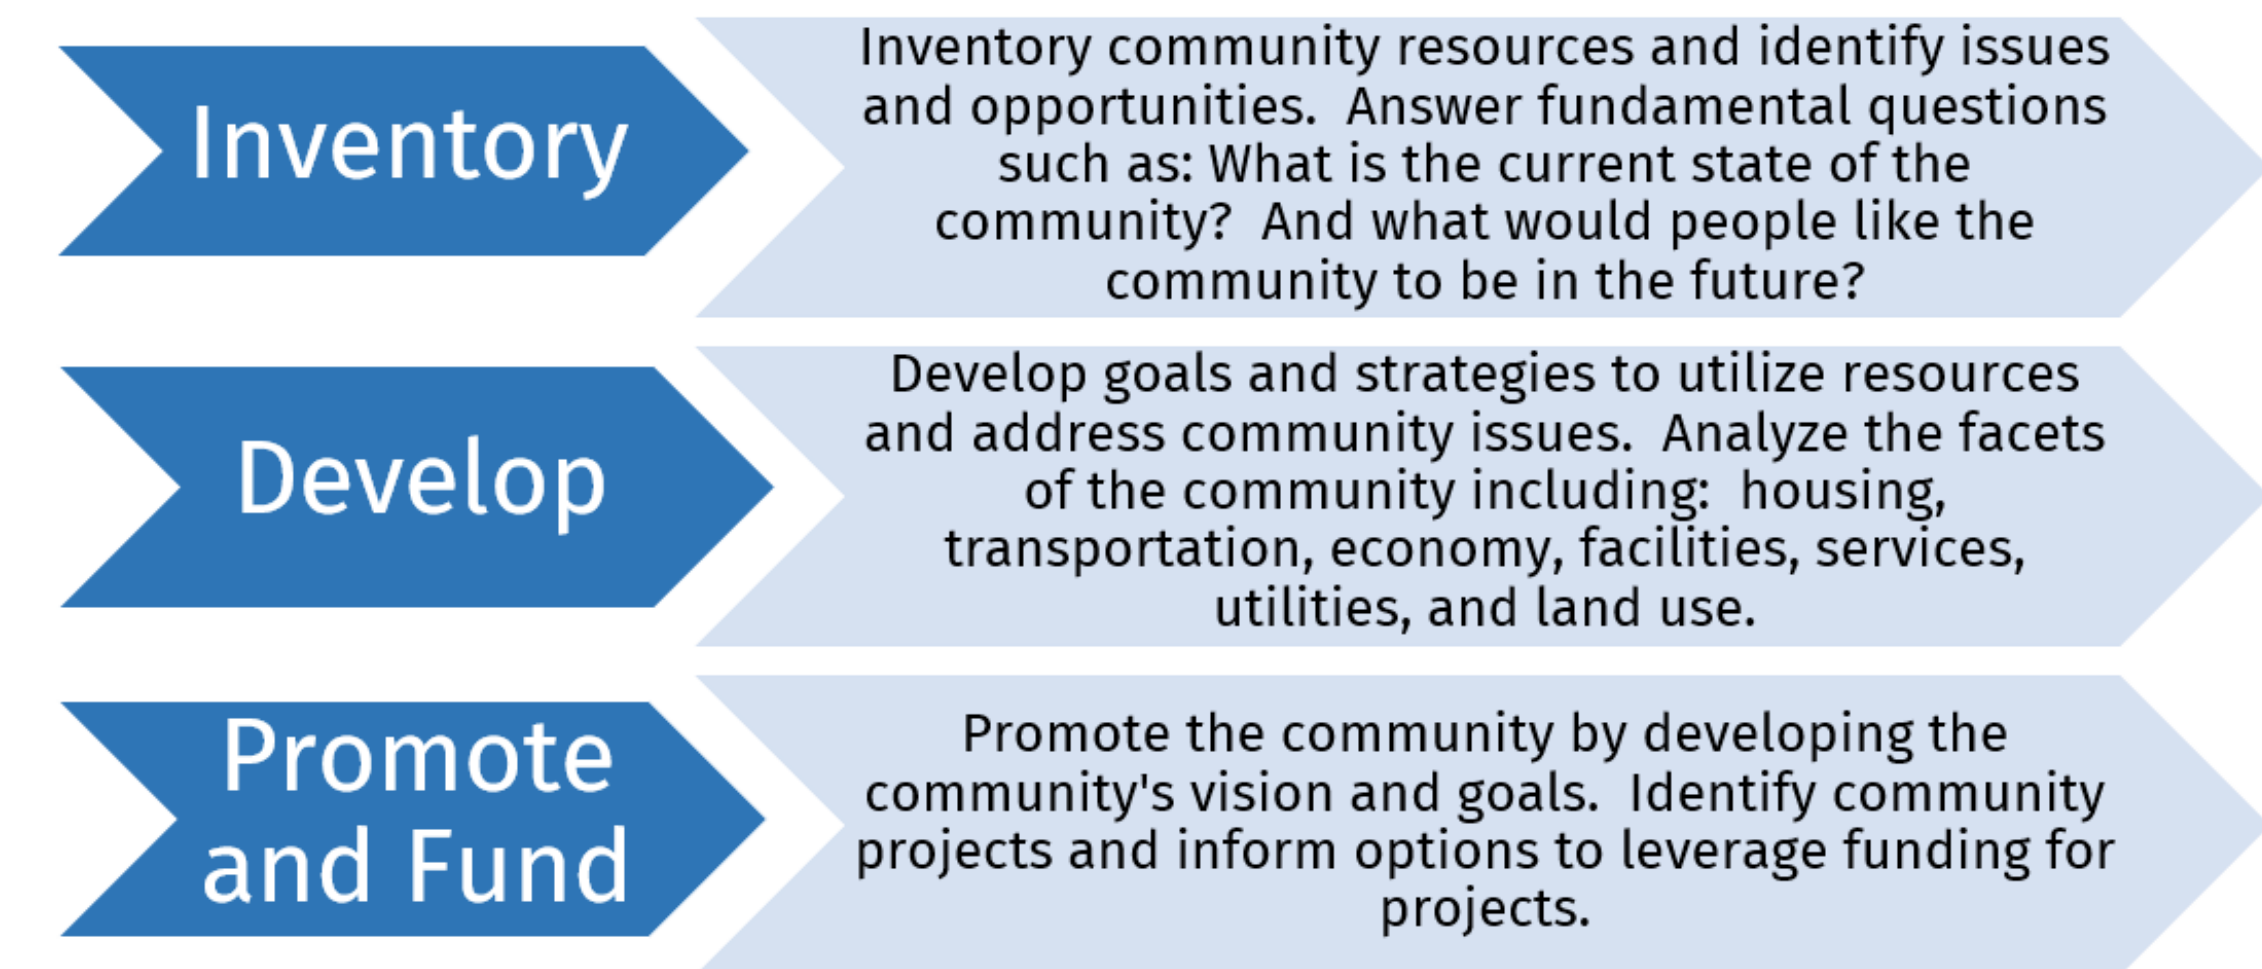 Inventory
Inventory community resources and identify issues
and opportunities.  Answer fundamental questions
such as: What is the current state of the
community?  And what would people like the
community to be in the future?
Develop
Develop goals and strategies to utilize resources
and address community issues.  Analyze the facets
of the community including:  housing,
transportation, economy, facilities, services,
utilities, and land use.
Promote
and Fund
Promote the community by developing the
community's vision and goals.  Identify community
projects and inform options to leverage funding for
projects.